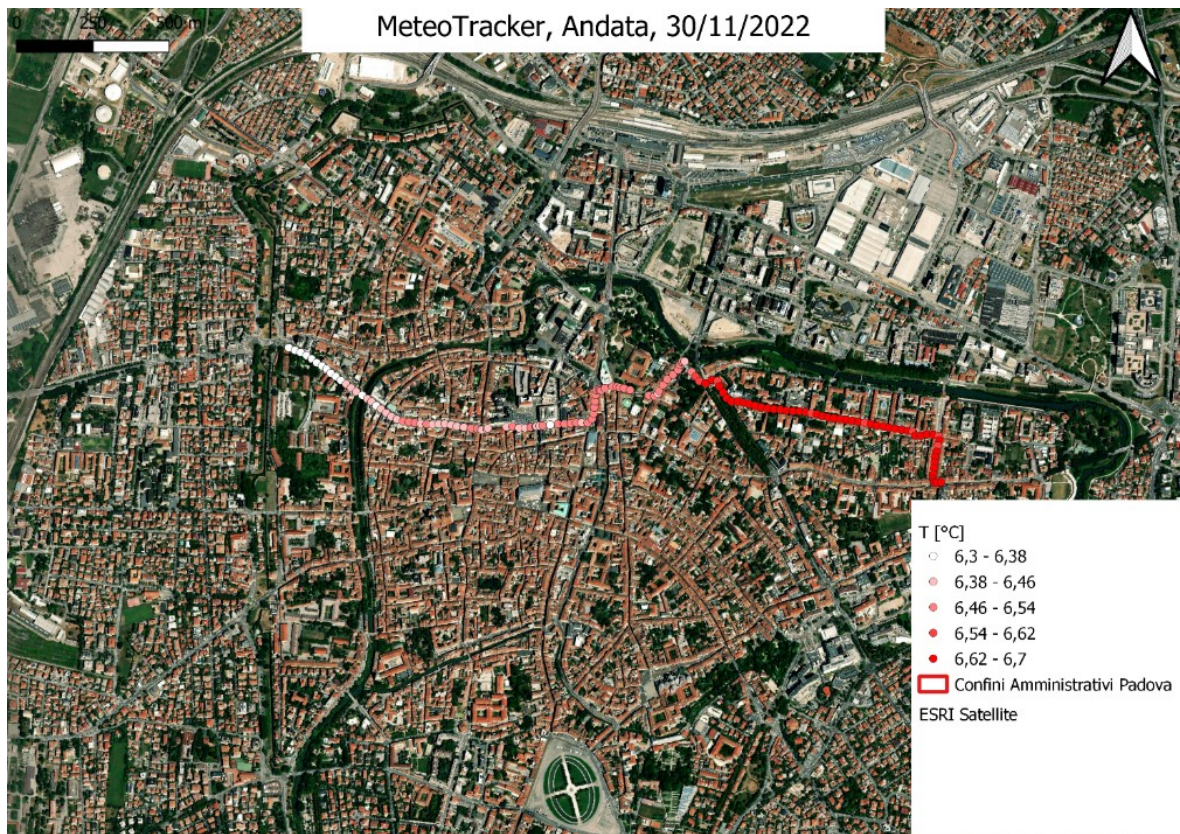 MeteoTracker, Andata, 30/11/2022
0 250 500 m
T [°C]
6,3 - 6,38
6,38 - 6,46
6,46 - 6,54
6,54 - 6,62
6,62 - 6,7
Confini Amministrativi Padova
ESRI Satellite